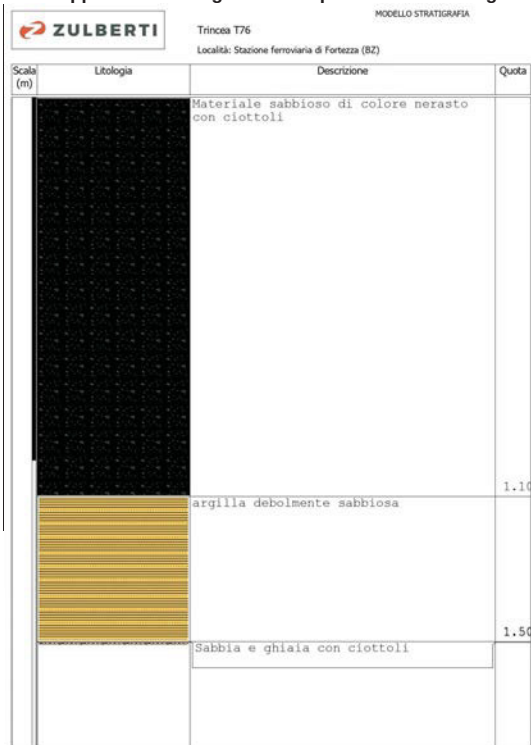 MODELLO STRATIGRAFIA
ZULBERTI
Trincea T76
Località: Stazione ferroviaria di Fortezza (BZ)
Scala
(m)
Litologia
Descrizione
Quota
Materiale sabbioso di colore nerasto
con ciottoli
1.10
argilla debolmente sabbiosa
1.50
Sabbia e ghiaia con ciottoli